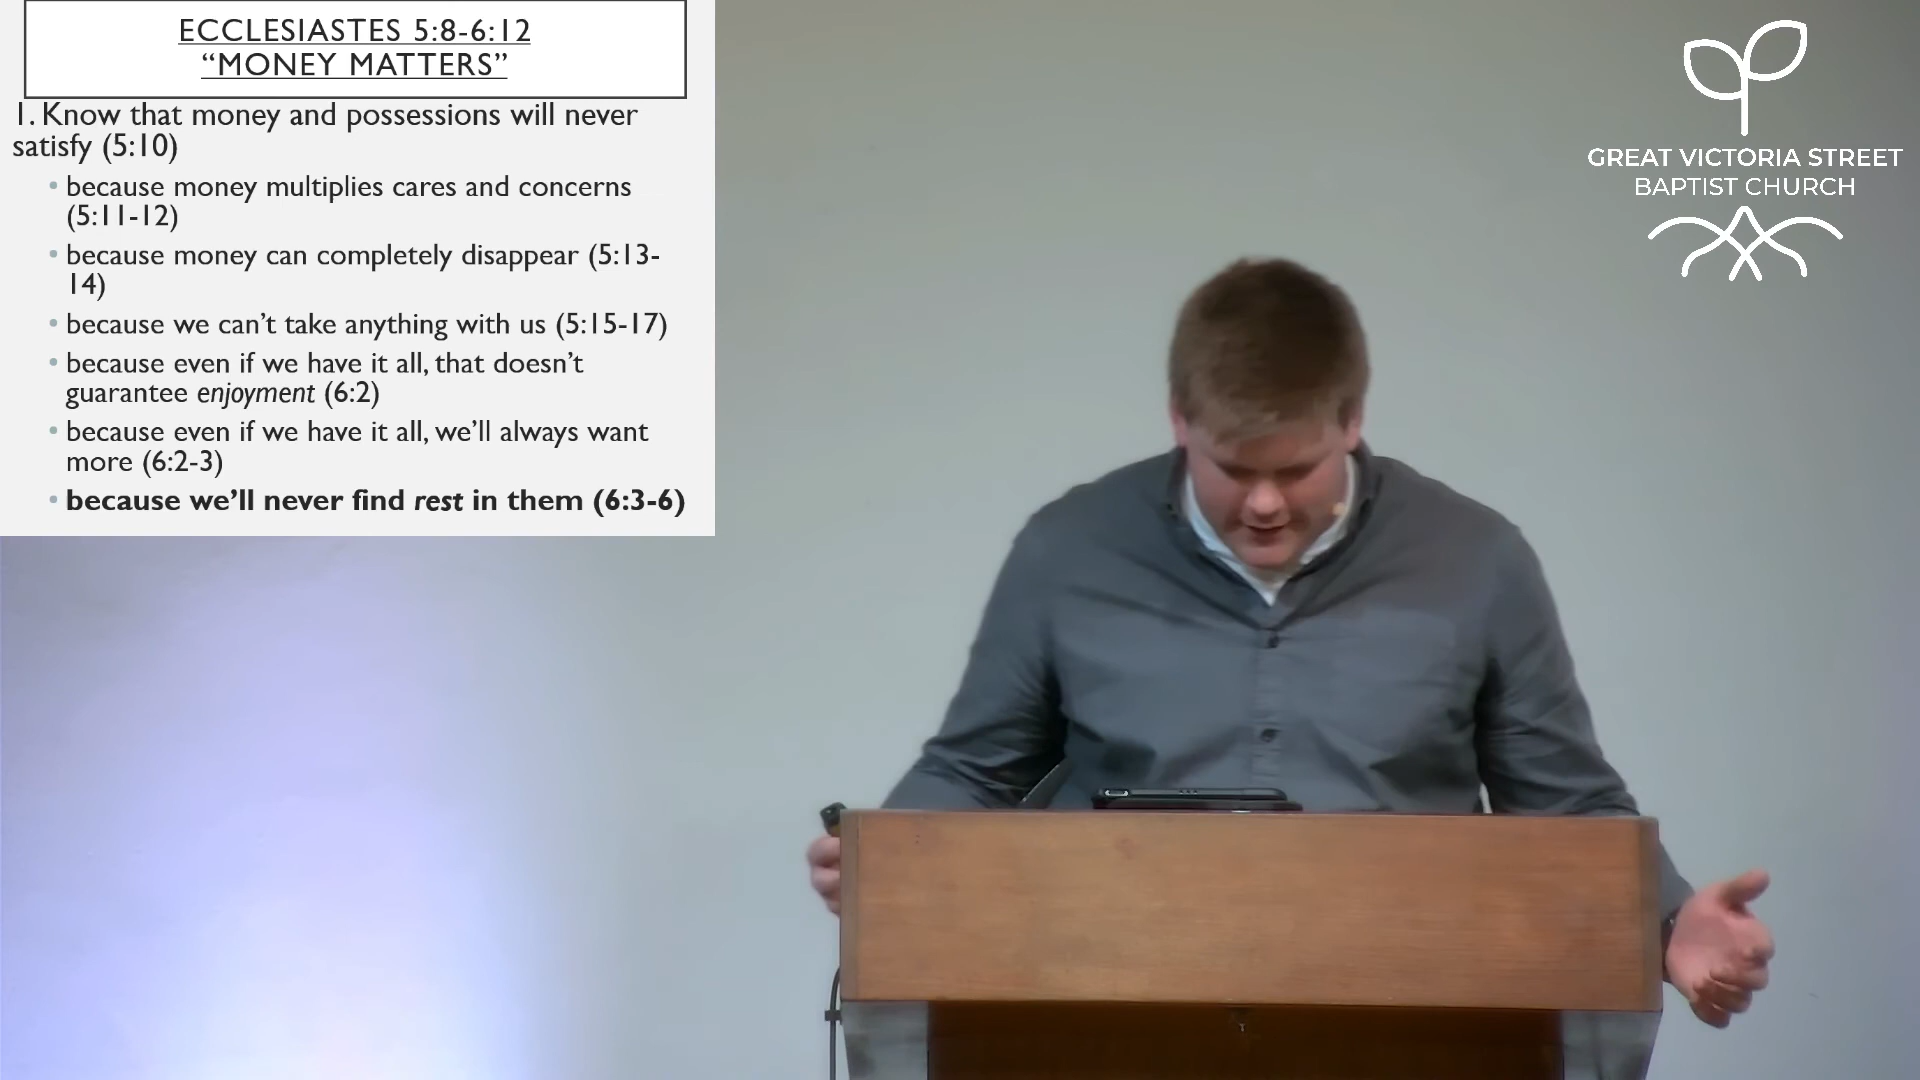 ECCLESIASTES 5:8-6:12
“MONEY MATTERS”
1. Know that money and possessions will never
satisfy (5:10)
• because money multiplies cares and concerns
(5:11-12)
• because money can completely disappear (5:13-
14)
• because we can’t take anything with us (5:15-17)
• because even if we have it all, that doesn’t
guarantee enjoyment (6:2)
• because even if we have it all, we’ll always want
more (6:2-3)
• because we’ll never find rest in them (6:3-6)
GREAT VICTORIA STREET
BAPTIST CHURCH